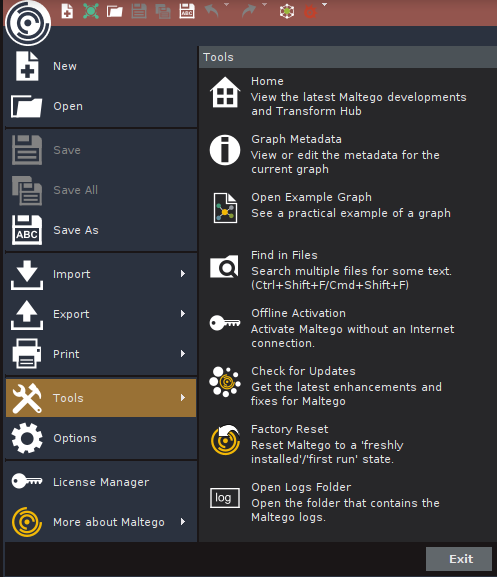 New
Open
Save
Save All
ABC
Save As
Import
Export
Print
Tools
Options
License Manager
More about Maltego
Tools
Home
View the latest Maltego developments
and Transform Hub
Graph Metadata
View or edit the metadata for the
current graph
Open Example Graph
See a practical example of a graph
Find in Files
Search multiple files for some text.
(Ctrl+Shift+F/Cmd+Shift+F)
Offline Activation
Activate Maltego without an Internet
connection.
Check for Updates
Get the latest enhancements and
fixes for Maltego
Factory Reset
Reset Maltego to a 'freshly
installed'/'first run' state.
log
Open Logs Folder
Open the folder that contains the
Maltego logs.
Exit